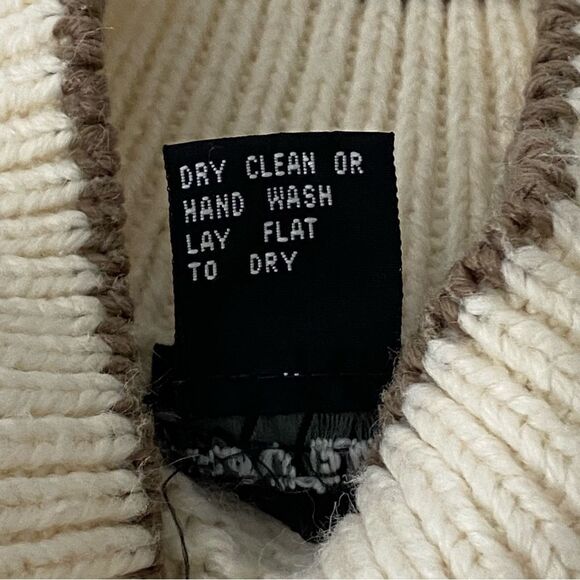 DRY CLEAN OR
HAND WASH
LAY FLAT
TO DRY